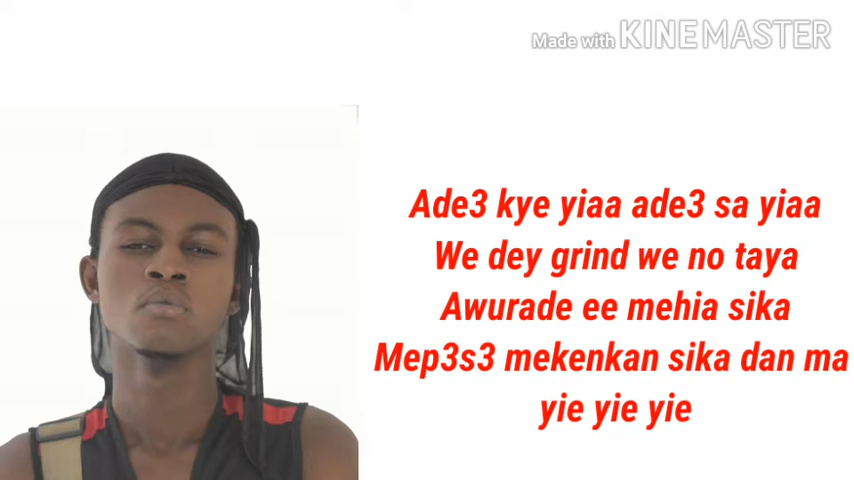 Made with KINEMASTER
Ade3 kye yiaa ade3 sa yiaa
We dey grind we no taya
Awurade ee mehia sika
Mep3s3 mekenkan sika dan ma
yie yie yie